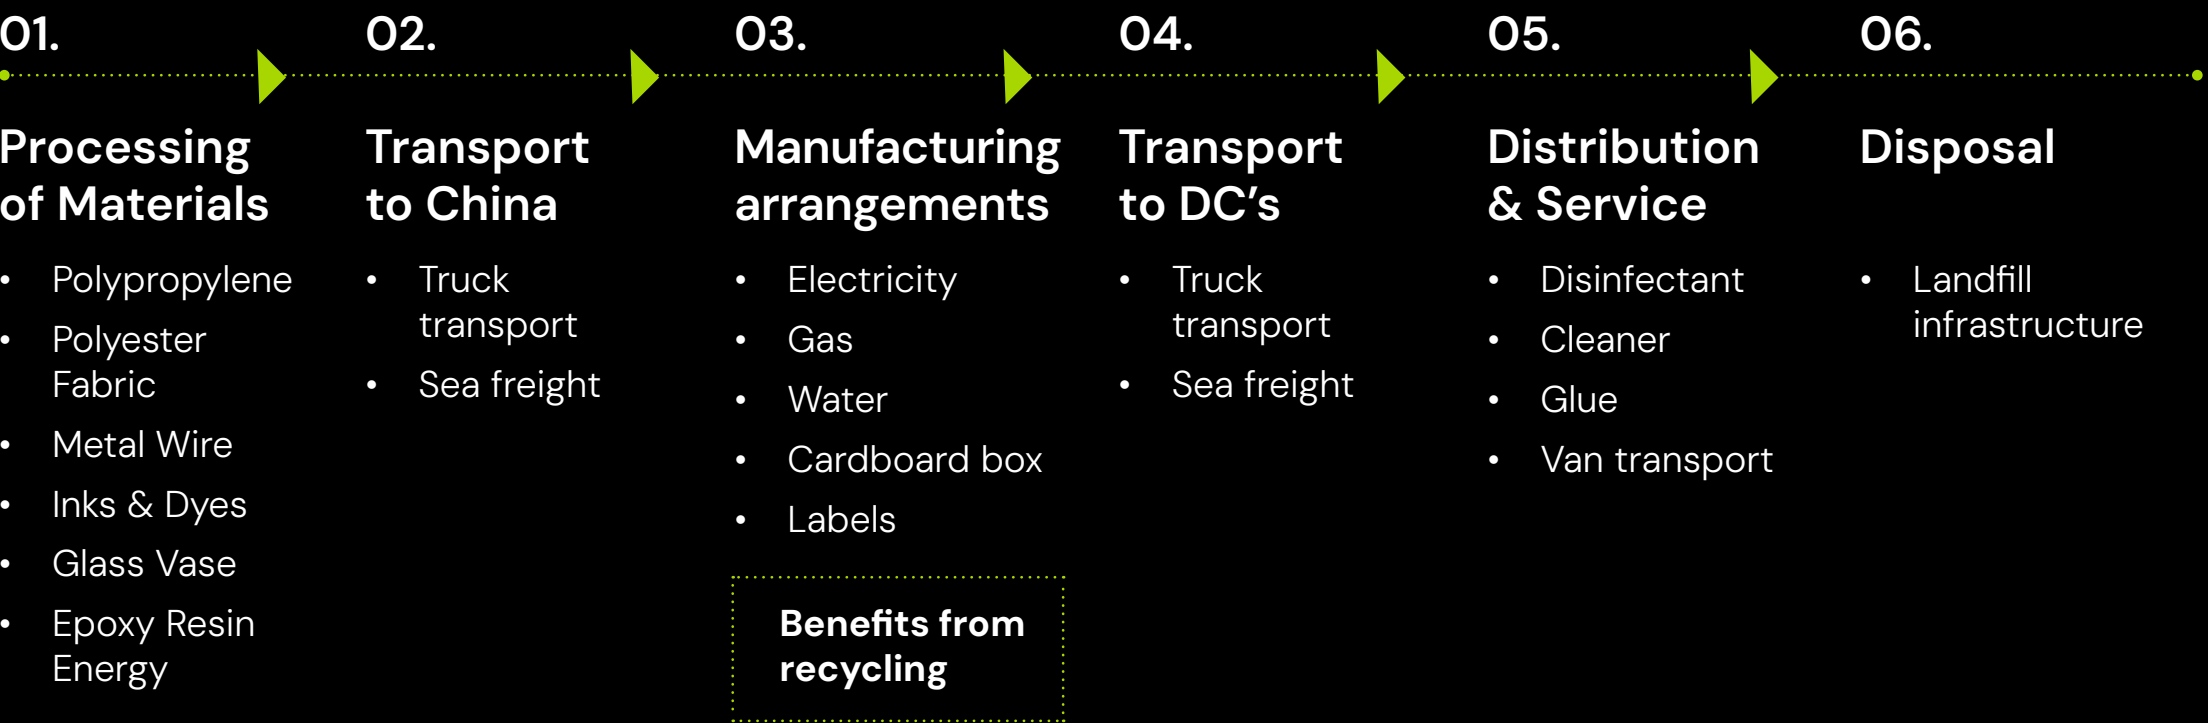 01.
Processing
of Materials
• Polypropylene
• Polyester
Fabric
• Metal Wire
• Inks & Dyes
• Glass Vase
• Epoxy Resin
Energy
02.
Transport
to China
• Truck
transport
• Sea freight
03.
Manufacturing
arrangements
• Electricity
• Gas
• Water
• Cardboard box
• Labels
Benefits from
recycling
04.
Transport
to DC’s
• Truck
transport
• Sea freight
05.
Distribution
& Service
• Disinfectant
• Cleaner
• Glue
• Van transport
06.
Disposal
• Landfill
infrastructure